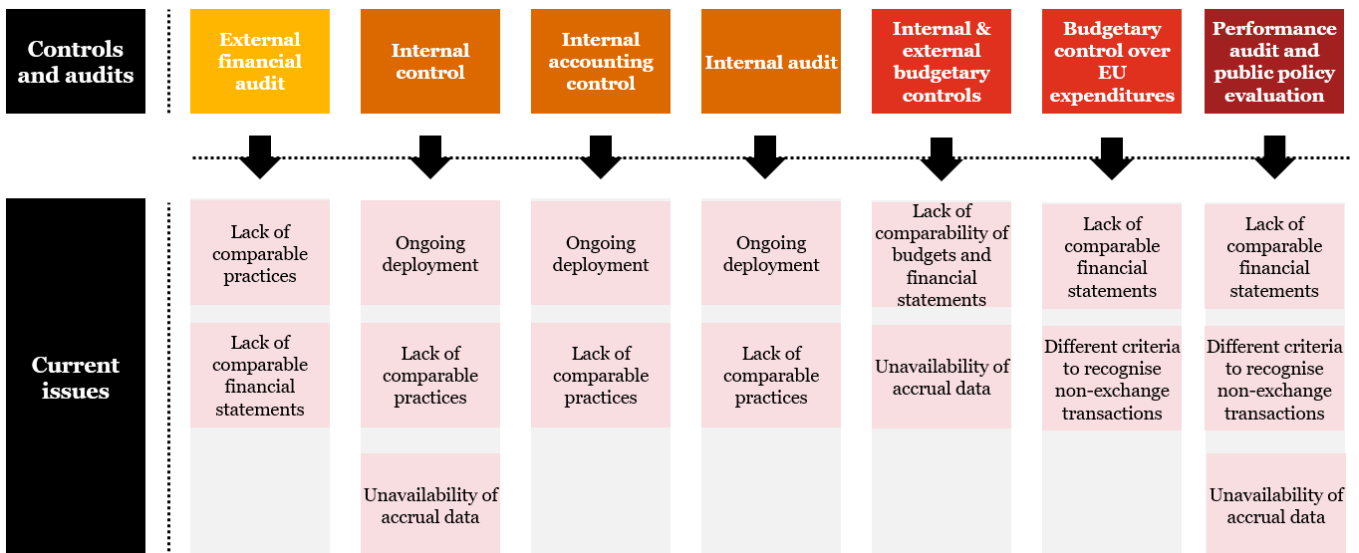 Controls
and audits
External
financial
audit
Internal
control
Internal
accounting
control
Internal audit
Internal &
external
budgetary
controls
Budgetary
control over
EU
expenditures
Performance
audit and
public policy
evaluation
Current
issues
Lack of
comparable
practices
Ongoing
deployment
Ongoing
deployment
Ongoing
deployment
Lack of
comparability of
budgets and
financial
statements
Lack of
comparable
financial
statements
Lack of
comparable
financial
statements
Lack of
comparable
financial
statements
Lack of
comparable
practices
Lack of
comparable
practices
Lack of
comparable
practices
Unavailability of
accrual data
Different criteria
to recognise
non-exchange
transactions
Different criteria
to recognise
non-exchange
transactions
Unavailability of
accrual data
Unavailability of
accrual data